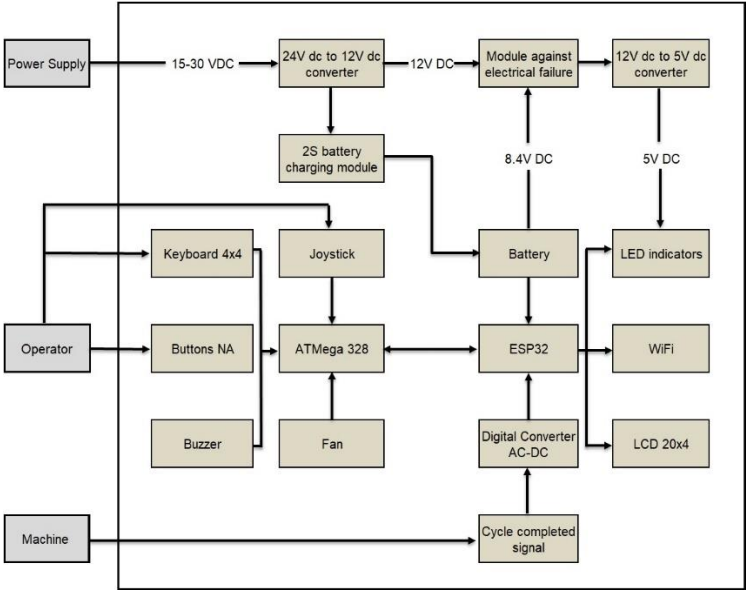 Power Supply
15-30 VDC
24V dc to 12V dc
converter
12V DC
Module against
electrical failure
12V dc to 5V dc
converter
2S battery
charging module
8.4V DC
5V DC
Keyboard 4x4
Joystick
Battery
LED indicators
Operator
Buttons NA
ATMega 328
ESP32
WiFi
Buzzer
Fan
Digital Converter
AC-DC
LCD 20x4
Machine
Cycle completed
signal